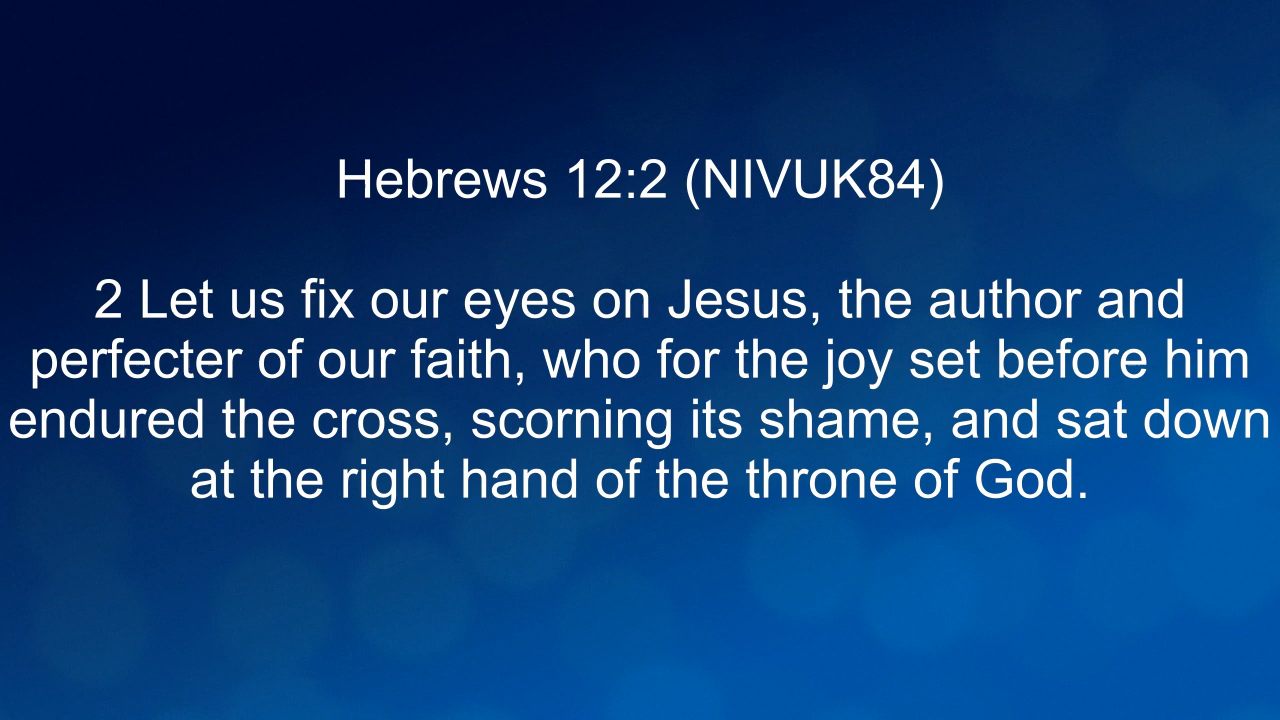 Hebrews 12:2 (NIVUK84)
2 Let us fix our eyes on Jesus, the author and
perfecter of our faith, who for the joy set before him
endured the cross, scorning its shame, and sat down
at the right hand of the throne of God.